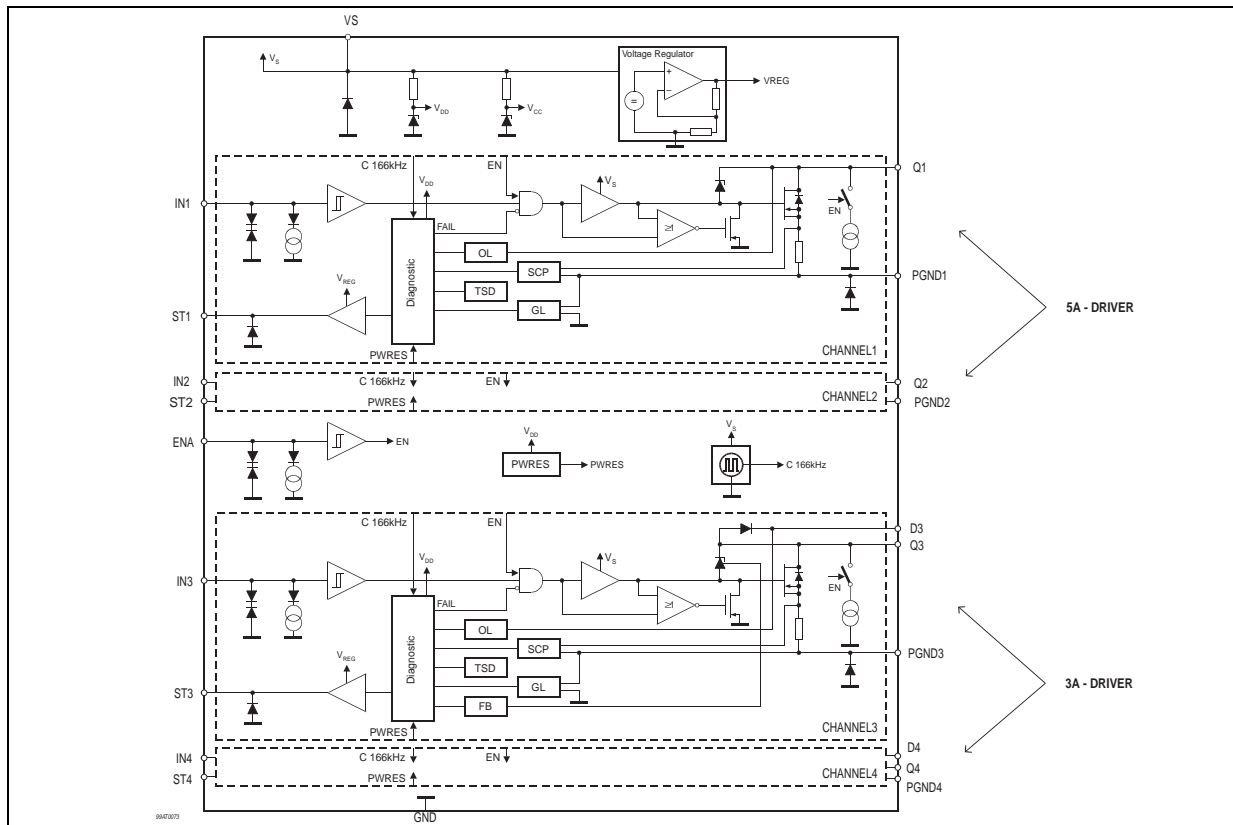 VS
VS
Voltage Regulator
+
−
=
VREG
VDD
VCC
C 166kHz
EN
Q1
IN1
VDD
VS
FAIL
≥1
EN
Diagnostic
OL
SCP
TSD
GL
PGND1
VREG
ST1
5A - DRIVER
PWRES
CHANNEL1
IN2
C 166kHz
EN
Q2
ST2
PWRES
CHANNEL2
PGND2
ENA
EN
VDD
PWRES
PWRES
VS
C 166kHz
C 166kHz
EN
D3
Q3
IN3
VDD
VS
FAIL
≥1
EN
Diagnostic
OL
SCP
TSD
GL
FB
PGND3
VREG
ST3
3A - DRIVER
PWRES
CHANNEL3
D4
IN4
C 166kHz
EN
Q4
ST4
PWRES
CHANNEL4
PGND4
GND
99AT0073